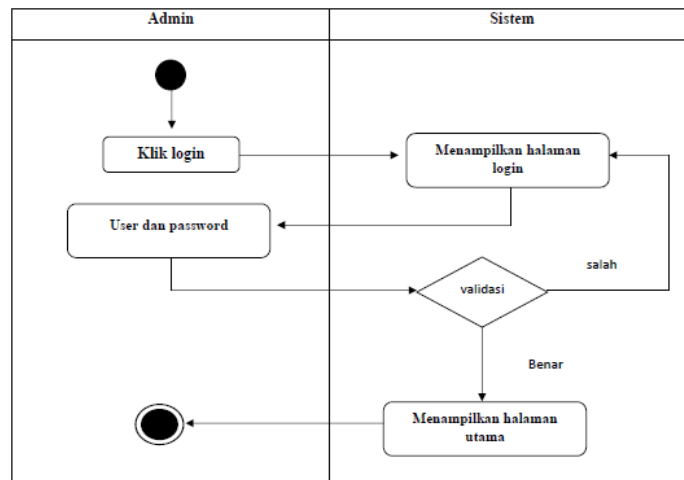 Admin
Sistem
Klik login
Menampilkan halaman
login
User dan password
validasi
salah
Benar
Menampilkan halaman
utama